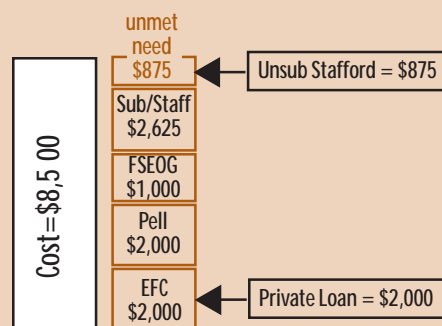 unmet
need
$875
Unsub Stafford = $875
Sub/Staff
$2,625
FSEOG
$1,000
Pell
$2,000
EFC
$2,000
Private Loan = $2,000
Cost=$8,5 00